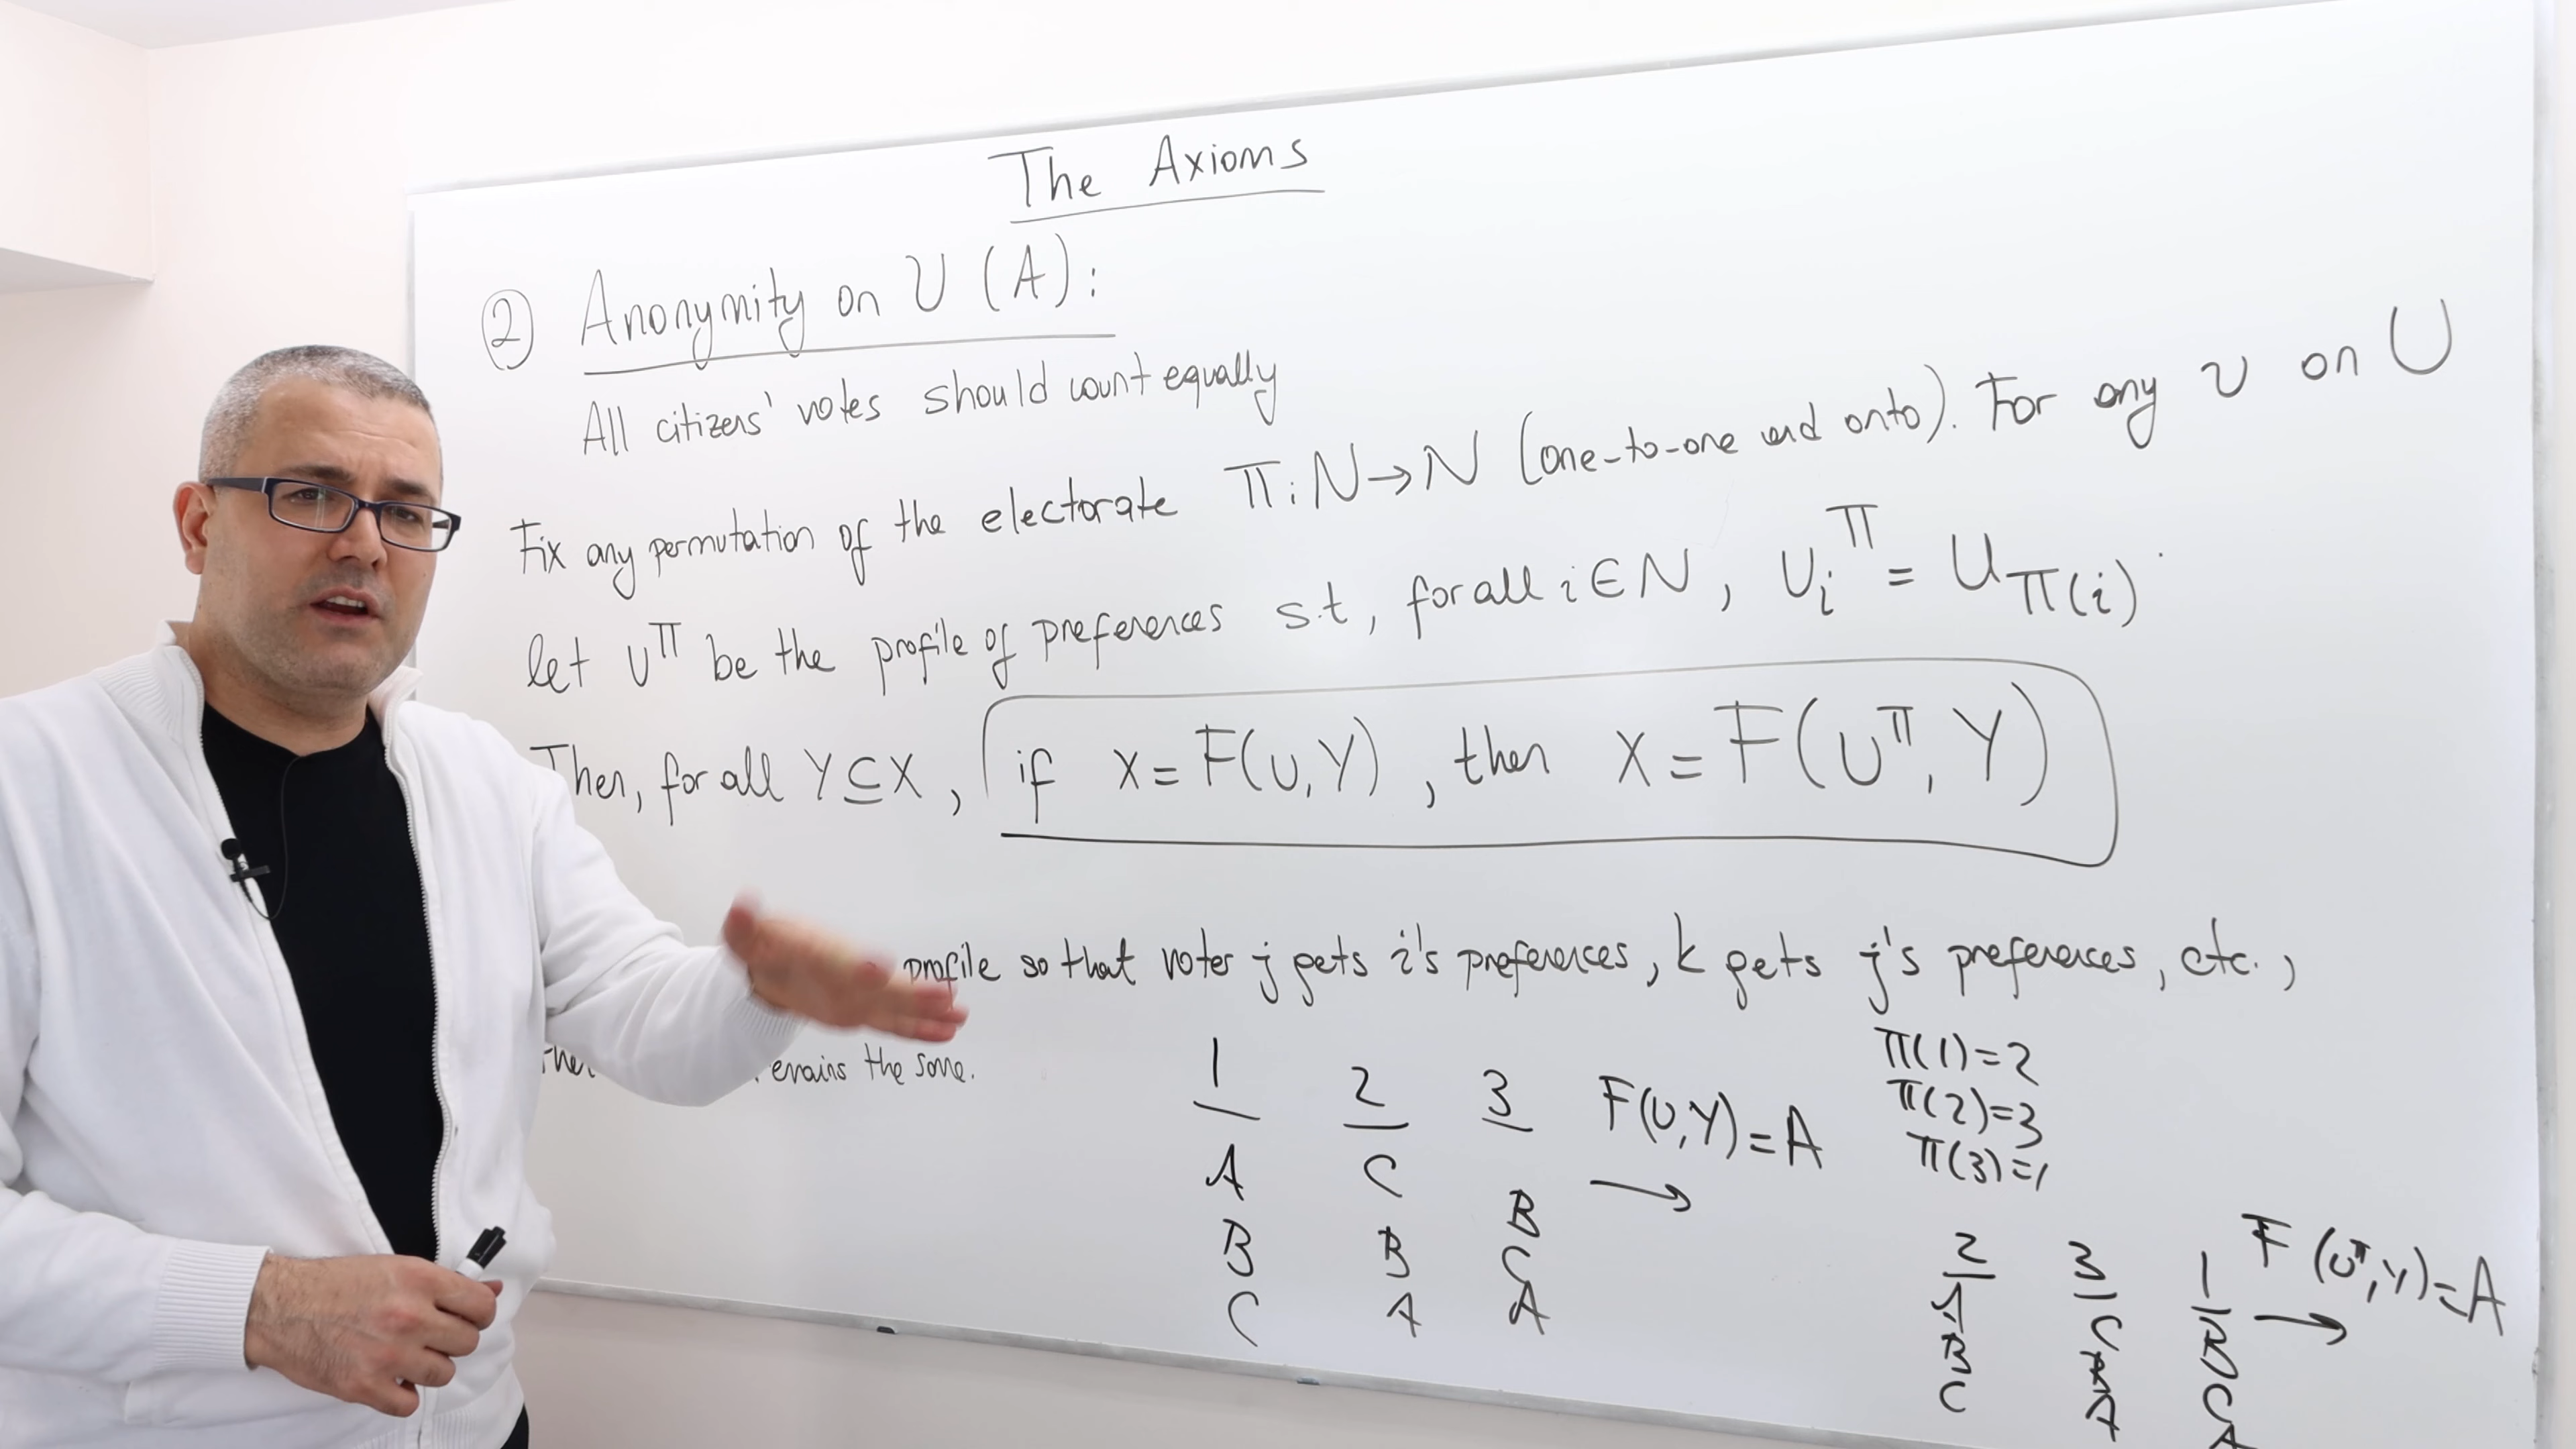 The Axioms
② Anonymity on U (A):
All citizens' votes should count equally
Fix any permutation of the electorate π: N→N (one-to-one and onto). For any u on U
let u^π be the profile of preferences s.t, for all i∈N, u_i^π = u_π(i).
Then, for all Y⊆X, if x=F(u,Y), then x=F(u^π,Y)
profile so that voter j gets i's preferences, k gets j's preferences, etc.,
the same.
1 2 3 F(u,Y)=A
→
A C B
B B C
C A A
π(1)=2
π(2)=3
π(3)=1
2 3 1 F(u^π,Y)=A
→
A C B
B B C
C A A